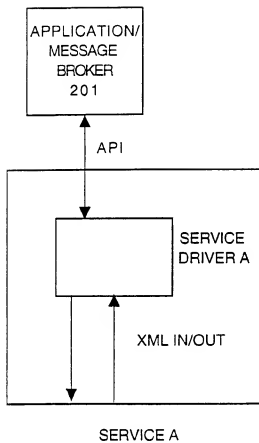 APPLICATION/
MESSAGE
BROKER
201
API
SERVICE
DRIVER A
XML IN/OUT
SERVICE A